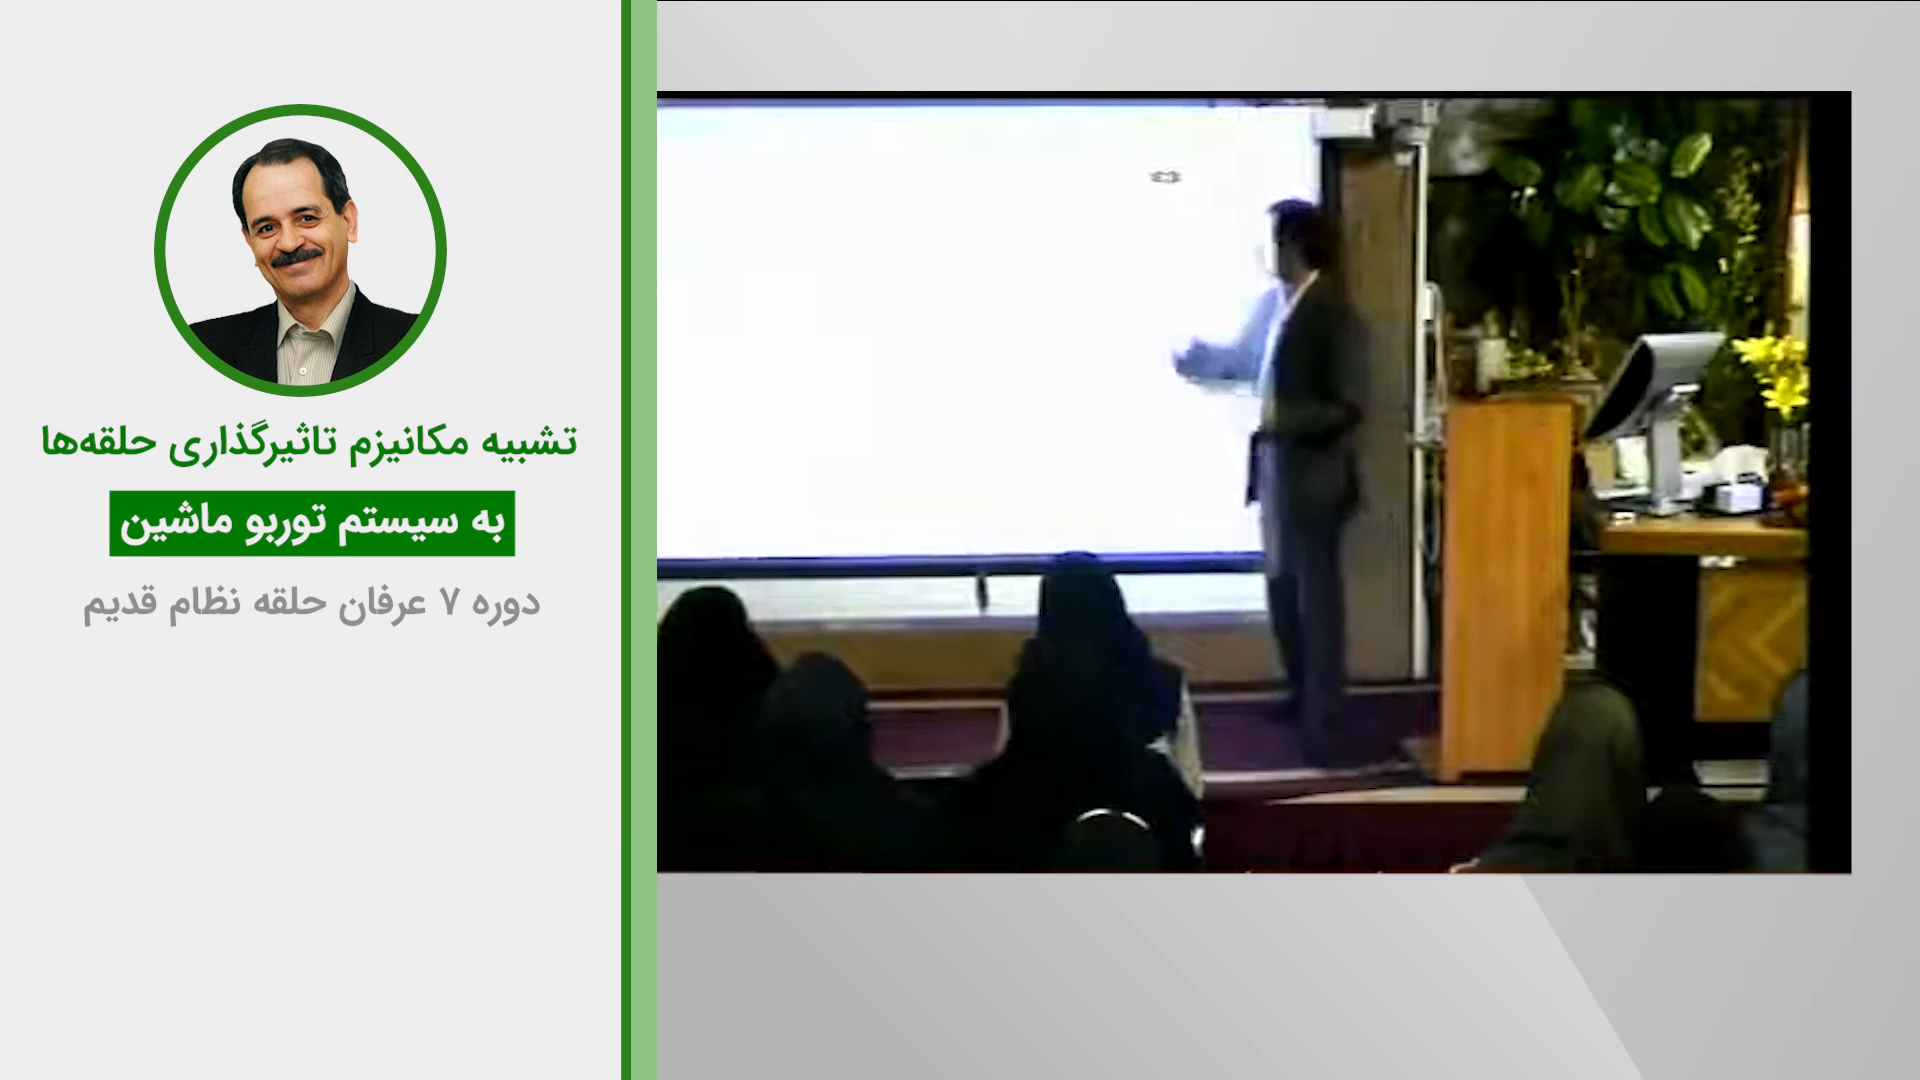 تشبیه مکانیزم تاثیرگذاری حلقه‌ها
به سیستم توربو ماشین
دوره ۷ عرفان حلقه نظام قدیم